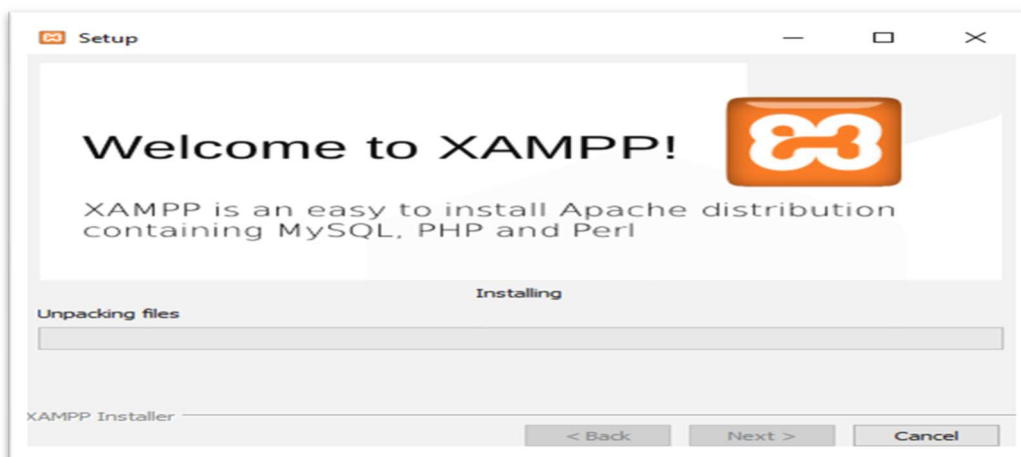 Setup
Welcome to XAMPP!
XAMPP is an easy to install Apache distribution
containing MySQL, PHP and Perl
Installing
Unpacking files
XAMPP Installer
< Back Next > Cancel